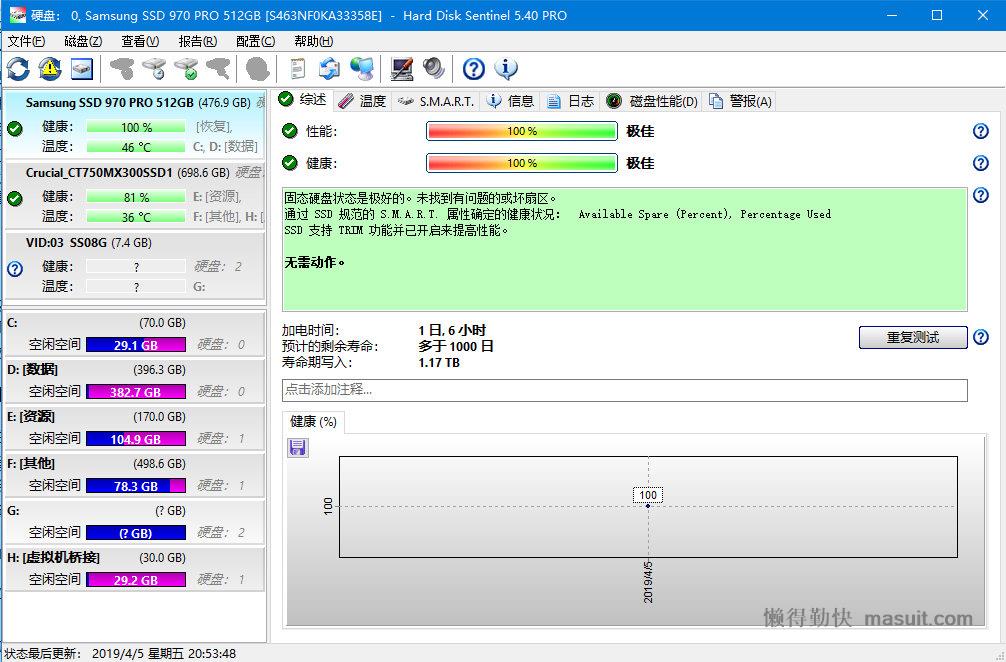 硬盘: 0, Samsung SSD 970 PRO 512GB [S463NF0KA33358E] - Hard Disk Sentinel 5.40 PRO
文件(F) 磁盘(Z) 查看(V) 报告(R) 配置(C) 帮助(H)
Samsung SSD 970 PRO 512GB (476.9 GB) 硬
健康: 100 % [恢复],
温度: 46 °C C:, D: [数据]
Crucial_CT750MX300SSD1 (698.6 GB) 硬盘:
健康: 81 % E: [资源],
温度: 36 °C F: [其他], H: [
VID:03 SS08G (7.4 GB)
健康: ? 硬盘: 2
温度: ? G:
C: (70.0 GB)
空闲空间 29.1 GB 硬盘: 0
D: [数据] (396.3 GB)
空闲空间 382.7 GB 硬盘: 0
E: [资源] (170.0 GB)
空闲空间 104.9 GB 硬盘: 1
F: [其他] (498.6 GB)
空闲空间 78.3 GB 硬盘: 1
G: (? GB)
空闲空间 (? GB) 硬盘: 2
H: [虚拟机桥接] (30.0 GB)
空闲空间 29.2 GB 硬盘: 1
综述 温度 S.M.A.R.T. 信息 日志 磁盘性能(D) 警报(A)
性能: 100 % 极佳
健康: 100 % 极佳
固态硬盘状态是极好的。未找到有问题的或坏扇区。
通过 SSD 规范的 S.M.A.R.T. 属性确定的健康状况: Available Spare (Percent), Percentage Used
SSD 支持 TRIM 功能并已开启来提高性能。
无需动作。
加电时间: 1 日, 6 小时
预计的剩余寿命: 多于 1000 日
寿命期写入: 1.17 TB
重复测试
点击添加注释...
健康 (%)
100
100
2019/4/5
懒得勤快 masuit.com
状态最后更新: 2019/4/5 星期五 20:53:48